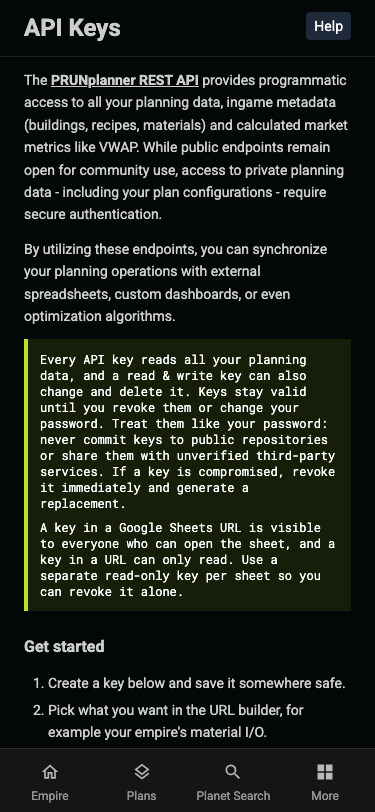 API Keys
Help
The PRUNplanner REST API provides programmatic
access to all your planning data, ingame metadata
(buildings, recipes, materials) and calculated market
metrics like VWAP. While public endpoints remain
open for community use, access to private planning
data - including your plan configurations - require
secure authentication.
By utilizing these endpoints, you can synchronize
your planning operations with external
spreadsheets, custom dashboards, or even
optimization algorithms.
Every API key reads all your planning
data, and a read & write key can also
change and delete it. Keys stay valid
until you revoke them or change your
password. Treat them like your password:
never commit keys to public repositories
or share them with unverified third-party
services. If a key is compromised, revoke
it immediately and generate a
replacement.
A key in a Google Sheets URL is visible
to everyone who can open the sheet, and a
key in a URL can only read. Use a
separate read-only key per sheet so you
can revoke it alone.
Get started
1. Create a key below and save it somewhere safe.
2. Pick what you want in the URL builder, for
example your empire's material I/O.
Empire
Plans
Planet Search
More